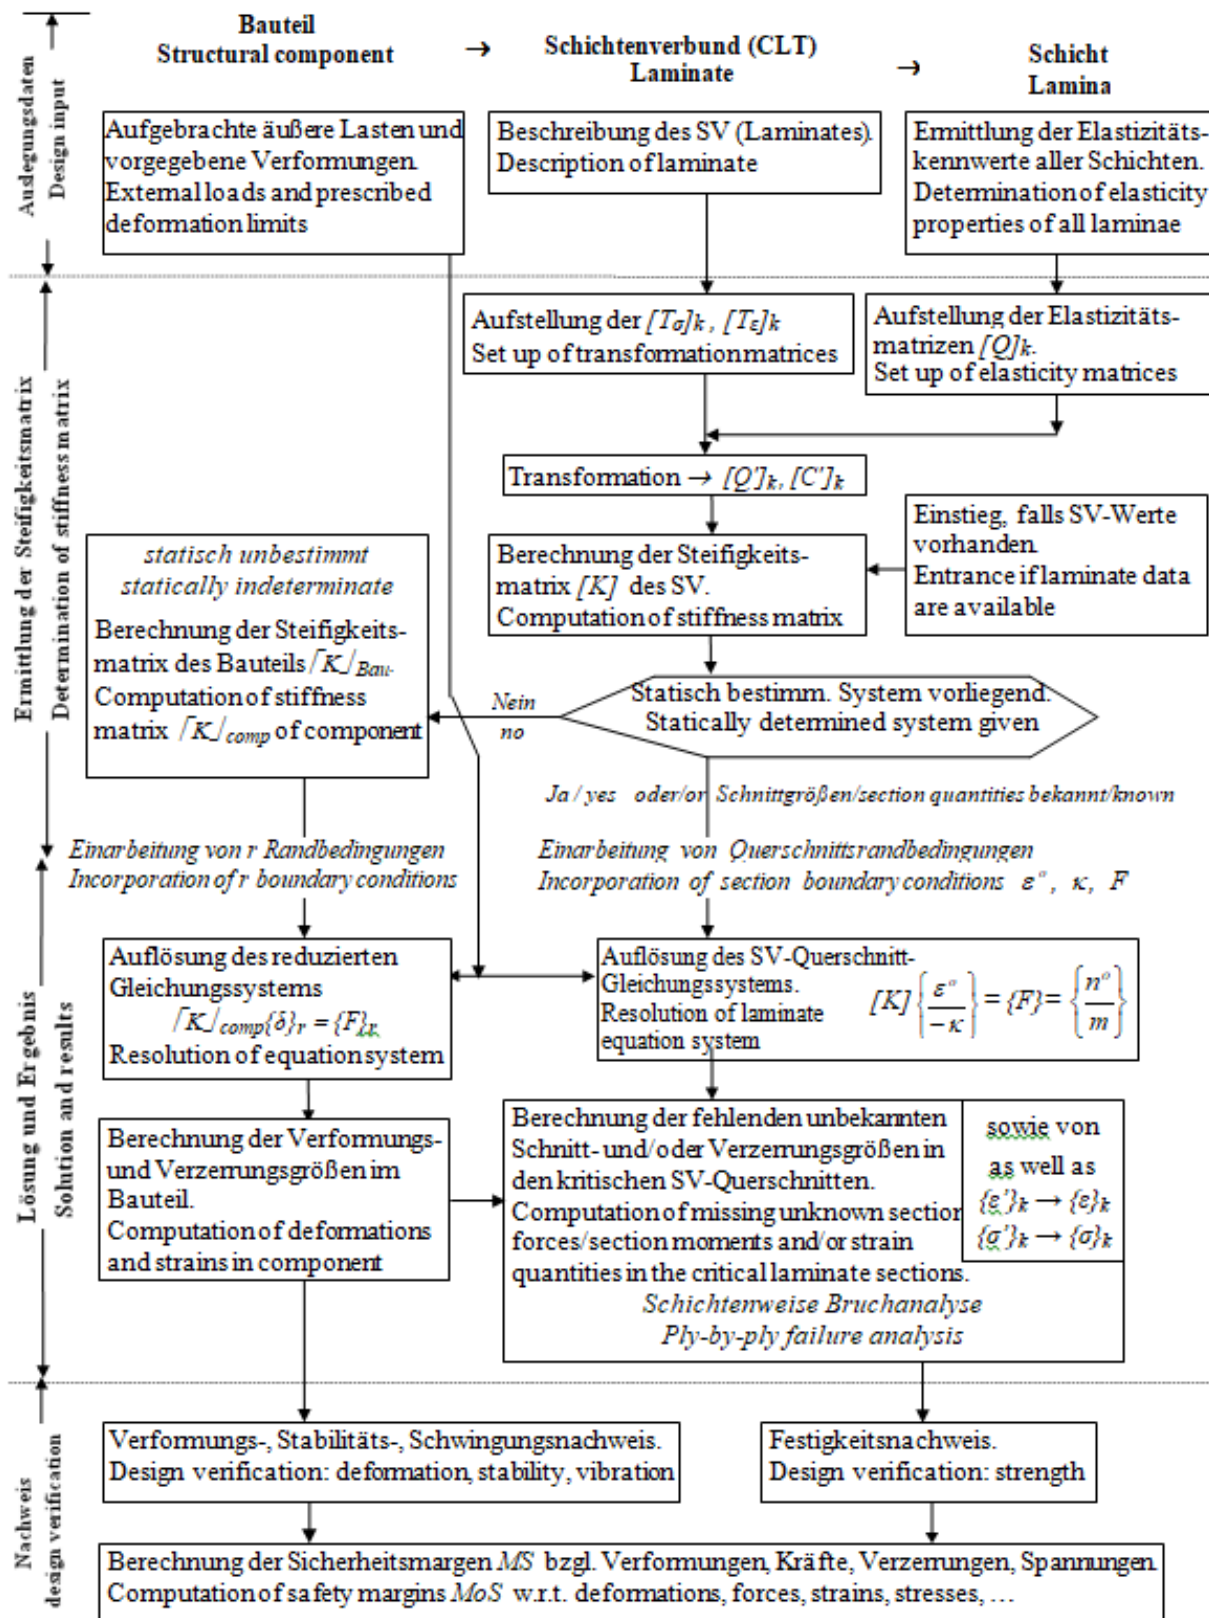 Bauteil
Structural component
→
Schichtenverbund (CLT)
Laminate
→
Schicht
Lamina
Auslegungsdaten
Design input
Aufgebrachte äußere Lasten und
vorgegebene Verformungen.
External loads and prescribed
deformation limits
Beschreibung des SV (Laminates).
Description of laminate
Ermittlung der Elastizitäts-
kennwerte aller Schichten.
Determination of elasticity
properties of all laminae
Ermittlung der Steifigkeitsmatrix
Determination of stiffness matrix
Aufstellung der [Tσ]k , [Tε]k
Set up of transformation matrices
Aufstellung der Elastizitäts-
matrizen [Q]k.
Set up of elasticity matrices
Transformation → [Q']k, [C']k
Einstieg, falls SV-Werte
vorhanden.
Entrance if laminate data
are available
Berechnung der Steifigkeits-
matrix [K] des SV.
Computation of stiffness matrix
statisch unbestimmt
statically indeterminate
Berechnung der Steifigkeits-
matrix des Bauteils ⌈K⌋Bau.
Computation of stiffness
matrix ⌈K⌋comp of component
Nein
no
Statisch bestimm. System vorliegend.
Statically determined system given
Ja / yes oder/or Schnittgrößen/section quantities bekannt/known
Einarbeitung von r Randbedingungen
Incorporation of r boundary conditions
Einarbeitung von Querschnittsrandbedingungen
Incorporation of section boundary conditions ε°, κ, F
Lösung und Ergebnis
Solution and results
Auflösung des reduzierten
Gleichungssystems
⌈K⌋comp{δ}r = {F}r
Resolution of equation system
Auflösung des SV-Querschnitt-
Gleichungssystems.
Resolution of laminate
equation system
[K] {ε° / −κ} = {F} = {n° / m}
Berechnung der Verformungs-
und Verzerrungsgrößen im
Bauteil.
Computation of deformations
and strains in component
Berechnung der fehlenden unbekannten
Schnitt- und/oder Verzerrungsgrößen in
den kritischen SV-Querschnitten.
Computation of missing unknown section
forces/section moments and/or strain
quantities in the critical laminate sections.
Schichtenweise Bruchanalyse
Ply-by-ply failure analysis
sowie von
as well as
{ε'}k → {ε}k
{σ'}k → {σ}k
Nachweis
design verification
Verformungs-, Stabilitäts-, Schwingungsnachweis.
Design verification: deformation, stability, vibration
Festigkeitsnachweis.
Design verification: strength
Berechnung der Sicherheitsmargen MS bzgl. Verformungen, Kräfte, Verzerrungen, Spannungen.
Computation of safety margins MoS w.r.t. deformations, forces, strains, stresses, …